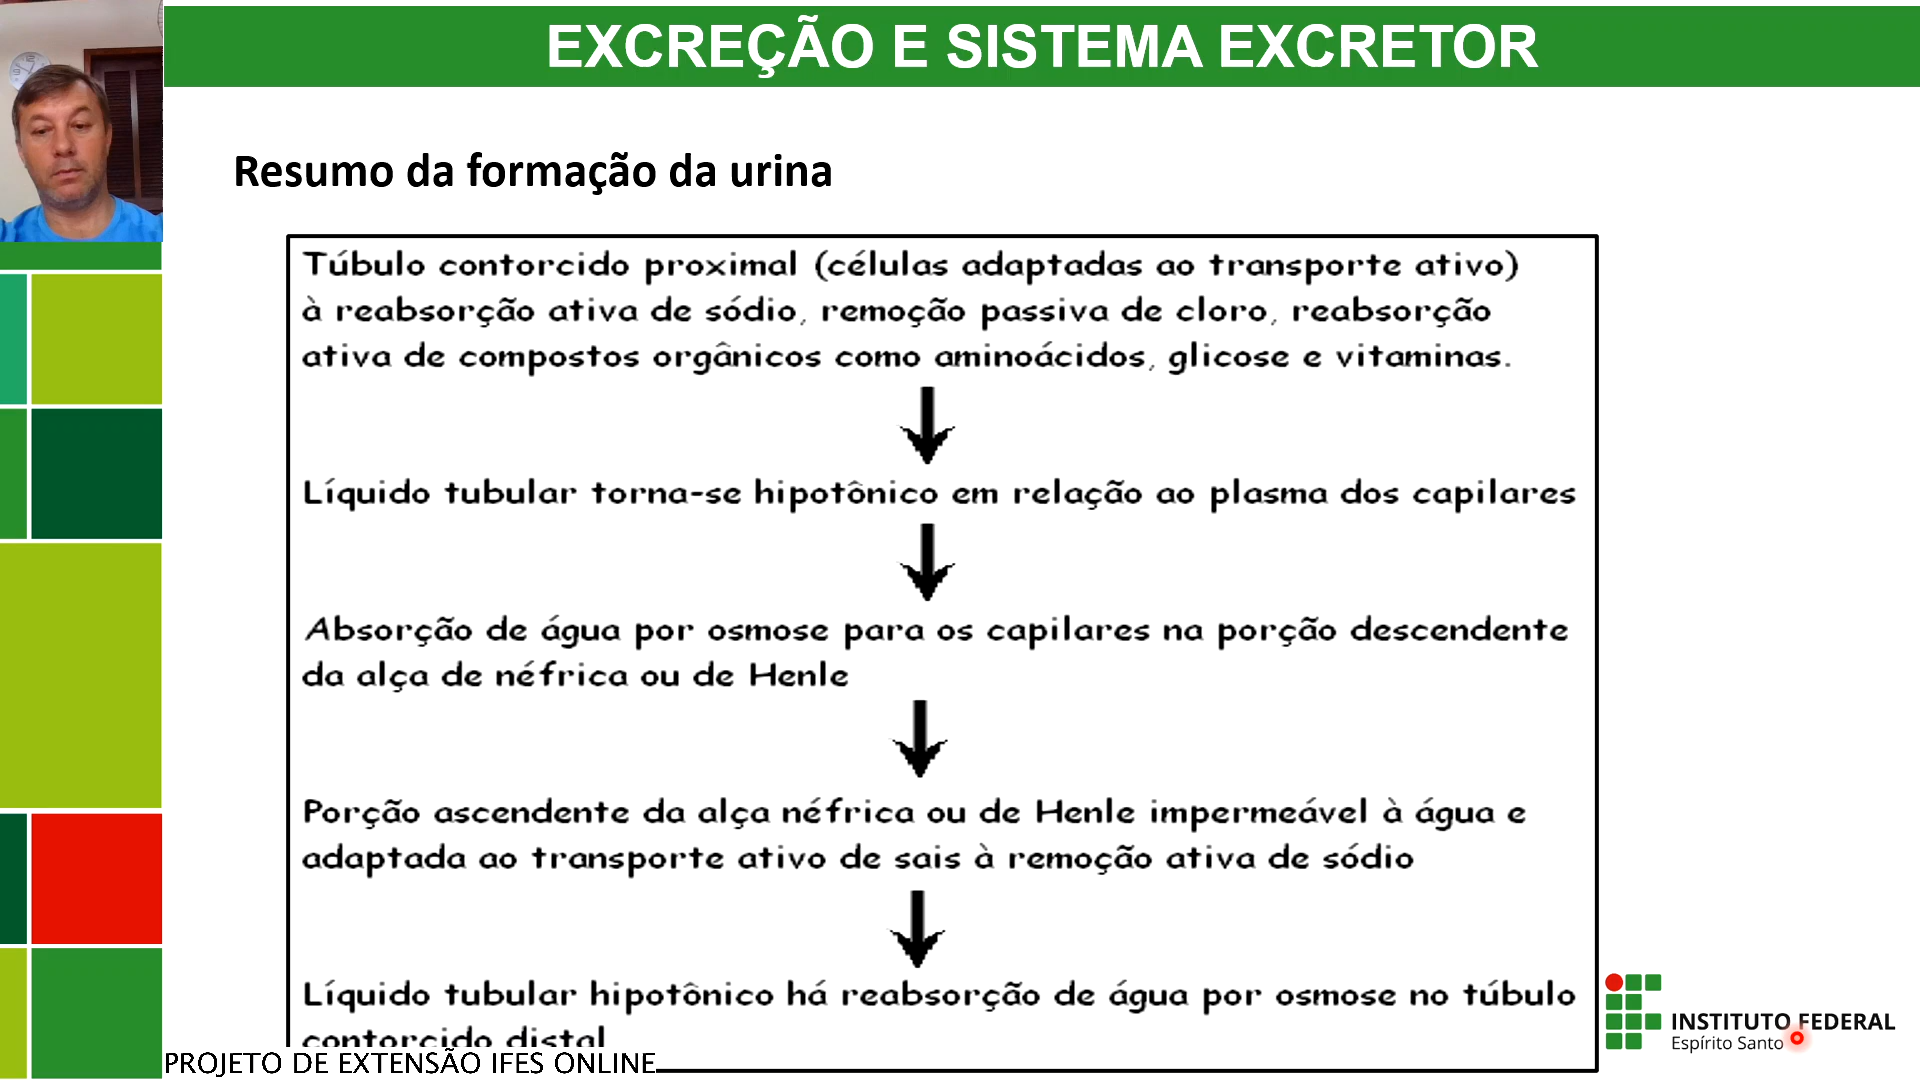 EXCREÇÃO E SISTEMA EXCRETOR
Resumo da formação da urina
Túbulo contorcido proximal (células adaptadas ao transporte ativo)
à reabsorção ativa de sódio, remoção passiva de cloro, reabsorção
ativa de compostos orgânicos como aminoácidos, glicose e vitaminas.
Líquido tubular torna-se hipotônico em relação ao plasma dos capilares
Absorção de água por osmose para os capilares na porção descendente
da alça de néfrica ou de Henle
Porção ascendente da alça néfrica ou de Henle impermeável à água e
adaptada ao transporte ativo de sais à remoção ativa de sódio
Líquido tubular hipotônico há reabsorção de água por osmose no túbulo
contorcido distal
PROJETO DE EXTENSÃO IFES ONLINE
INSTITUTO FEDERAL
Espírito Santo